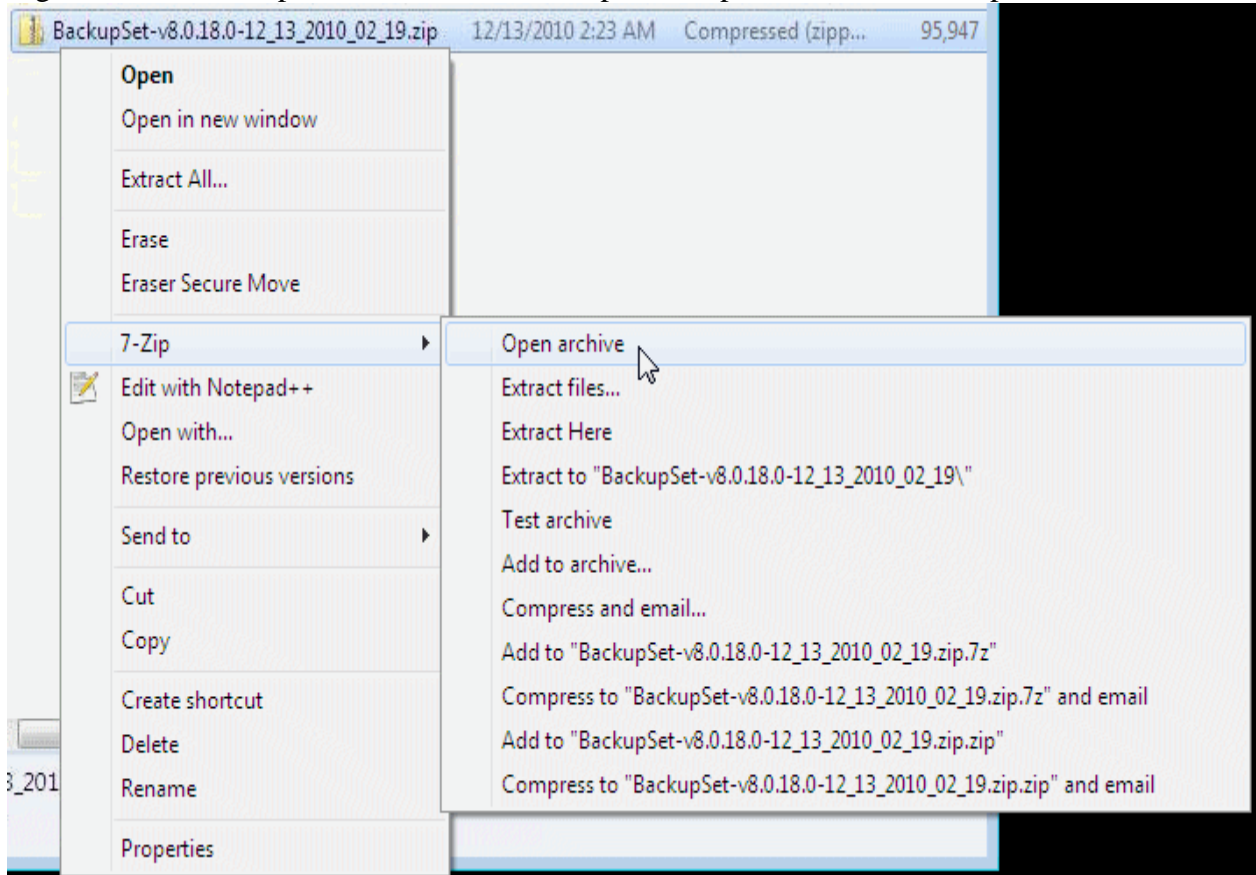 BackupSet-v8.0.18.0-12_13_2010_02_19.zip 12/13/2010 2:23 AM Compressed (zipp... 95,947
Open
Open in new window
Extract All...
Erase
Eraser Secure Move
7-Zip
Edit with Notepad++
Open with...
Restore previous versions
Send to
Cut
Copy
Create shortcut
Delete
Rename
Properties
Open archive
Extract files...
Extract Here
Extract to "BackupSet-v8.0.18.0-12_13_2010_02_19\"
Test archive
Add to archive...
Compress and email...
Add to "BackupSet-v8.0.18.0-12_13_2010_02_19.zip.7z"
Compress to "BackupSet-v8.0.18.0-12_13_2010_02_19.zip.7z" and email
Add to "BackupSet-v8.0.18.0-12_13_2010_02_19.zip.zip"
Compress to "BackupSet-v8.0.18.0-12_13_2010_02_19.zip.zip" and email